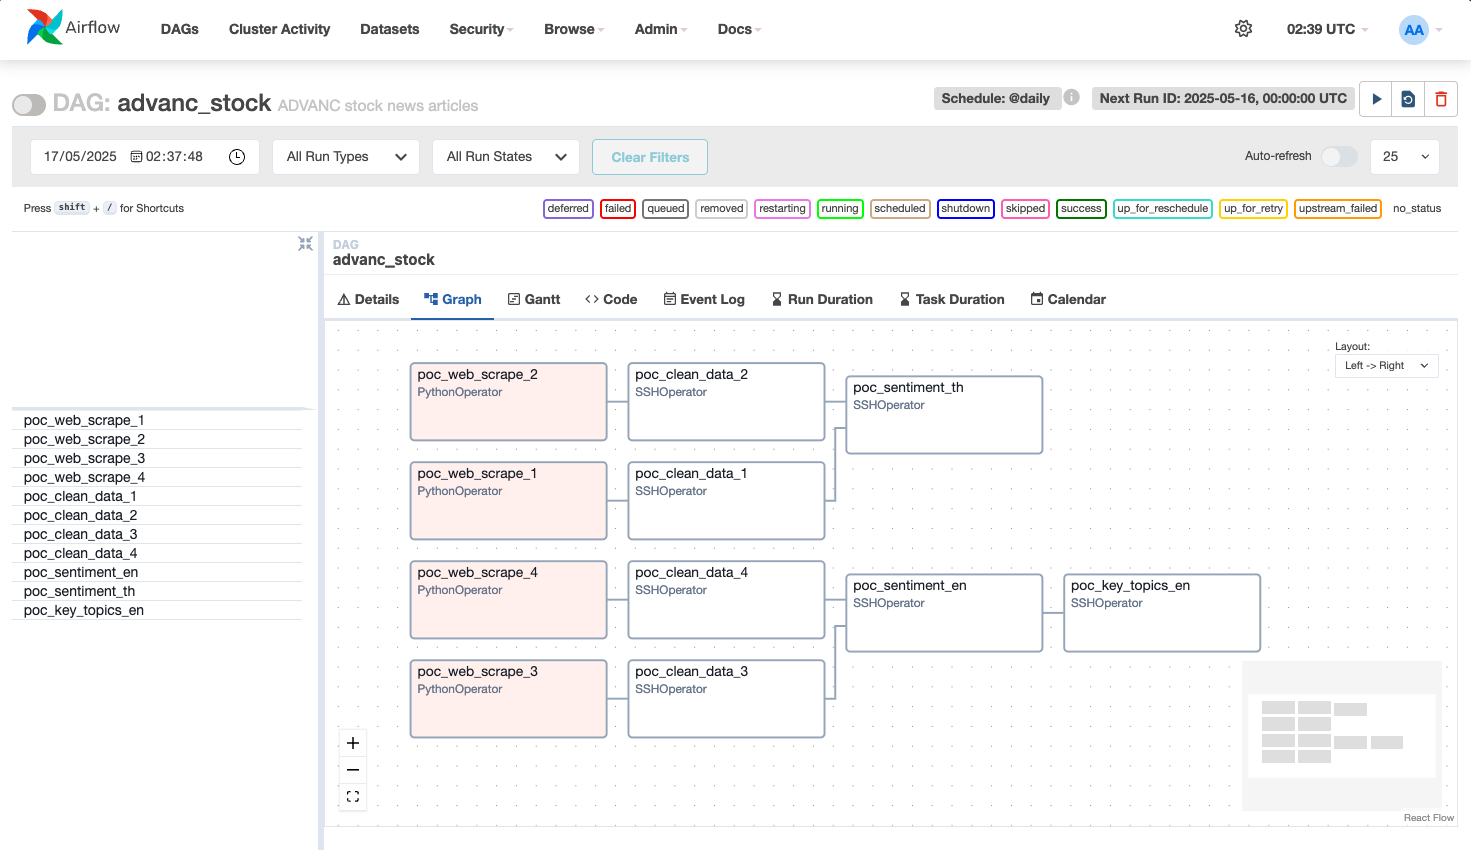 Airflow DAGs Cluster Activity Datasets Security Browse Admin Docs 02:39 UTC AA
DAG: advanc_stock ADVANC stock news articles Schedule: @daily i Next Run ID: 2025-05-16, 00:00:00 UTC
17/05/2025 02:37:48 All Run Types All Run States Clear Filters Auto-refresh 25
Press shift + / for Shortcuts deferred failed queued removed restarting running scheduled shutdown skipped success up_for_reschedule up_for_retry upstream_failed no_status
DAG
advanc_stock
Details Graph Gantt Code Event Log Run Duration Task Duration Calendar
poc_web_scrape_1
poc_web_scrape_2
poc_web_scrape_3
poc_web_scrape_4
poc_clean_data_1
poc_clean_data_2
poc_clean_data_3
poc_clean_data_4
poc_sentiment_en
poc_sentiment_th
poc_key_topics_en
Layout:
Left -> Right
poc_web_scrape_2
PythonOperator
poc_clean_data_2
SSHOperator
poc_sentiment_th
SSHOperator
poc_web_scrape_1
PythonOperator
poc_clean_data_1
SSHOperator
poc_web_scrape_4
PythonOperator
poc_clean_data_4
SSHOperator
poc_sentiment_en
SSHOperator
poc_key_topics_en
SSHOperator
poc_web_scrape_3
PythonOperator
poc_clean_data_3
SSHOperator
React Flow